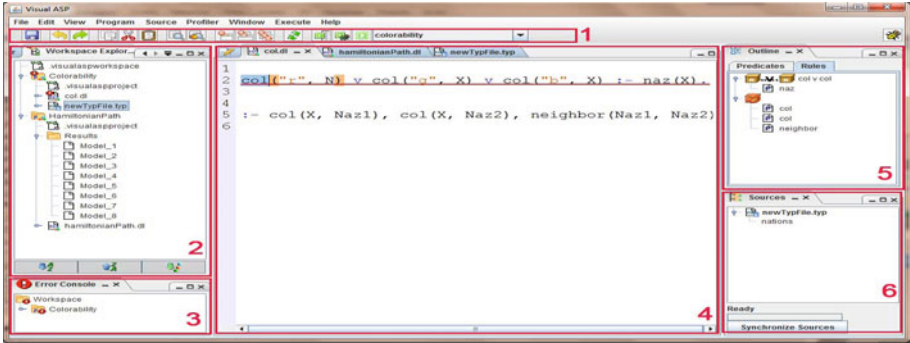 Visual ASP
File Edit View Program Source Profiler Window Execute Help
colorability
1
Workspace Explor...
.visualaspworkspace
Colorability
.visualaspproject
col.dl
newTypFile.typ
HamiltonianPath
.visualaspproject
Results
Model_1
Model_2
Model_3
Model_4
Model_5
Model_6
Model_7
Model_8
hamiltonianPath.dl
2
Error Console
Workspace
Colorability
3
col.dl hamiltonianPath.dl newTypFile.typ
1
2 col("r", N) v col("g", X) v col("b", X) :- naz(X).
3
4
5 :- col(X, Naz1), col(X, Naz2), neighbor(Naz1, Naz2)
6
4
Outline
Predicates Rules
col v col
naz
col
col
neighbor
5
Sources
newTypFile.typ
nations
6
Ready
Synchronize Sources